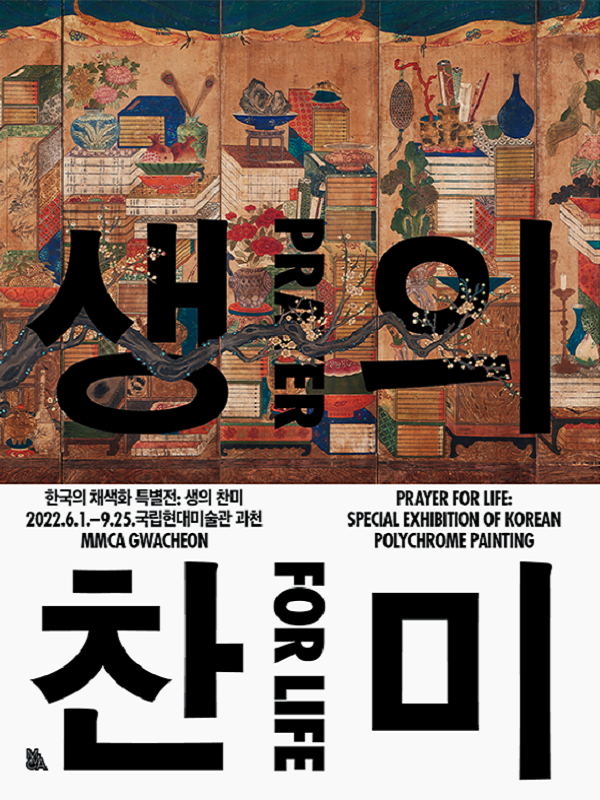 생의
PRAYER
한국의 채색화 특별전: 생의 찬미
2022.6.1.–9.25.국립현대미술관 과천
MMCA GWACHEON
PRAYER FOR LIFE:
SPECIAL EXHIBITION OF KOREAN
POLYCHROME PAINTING
찬미
FOR LIFE
MMCA